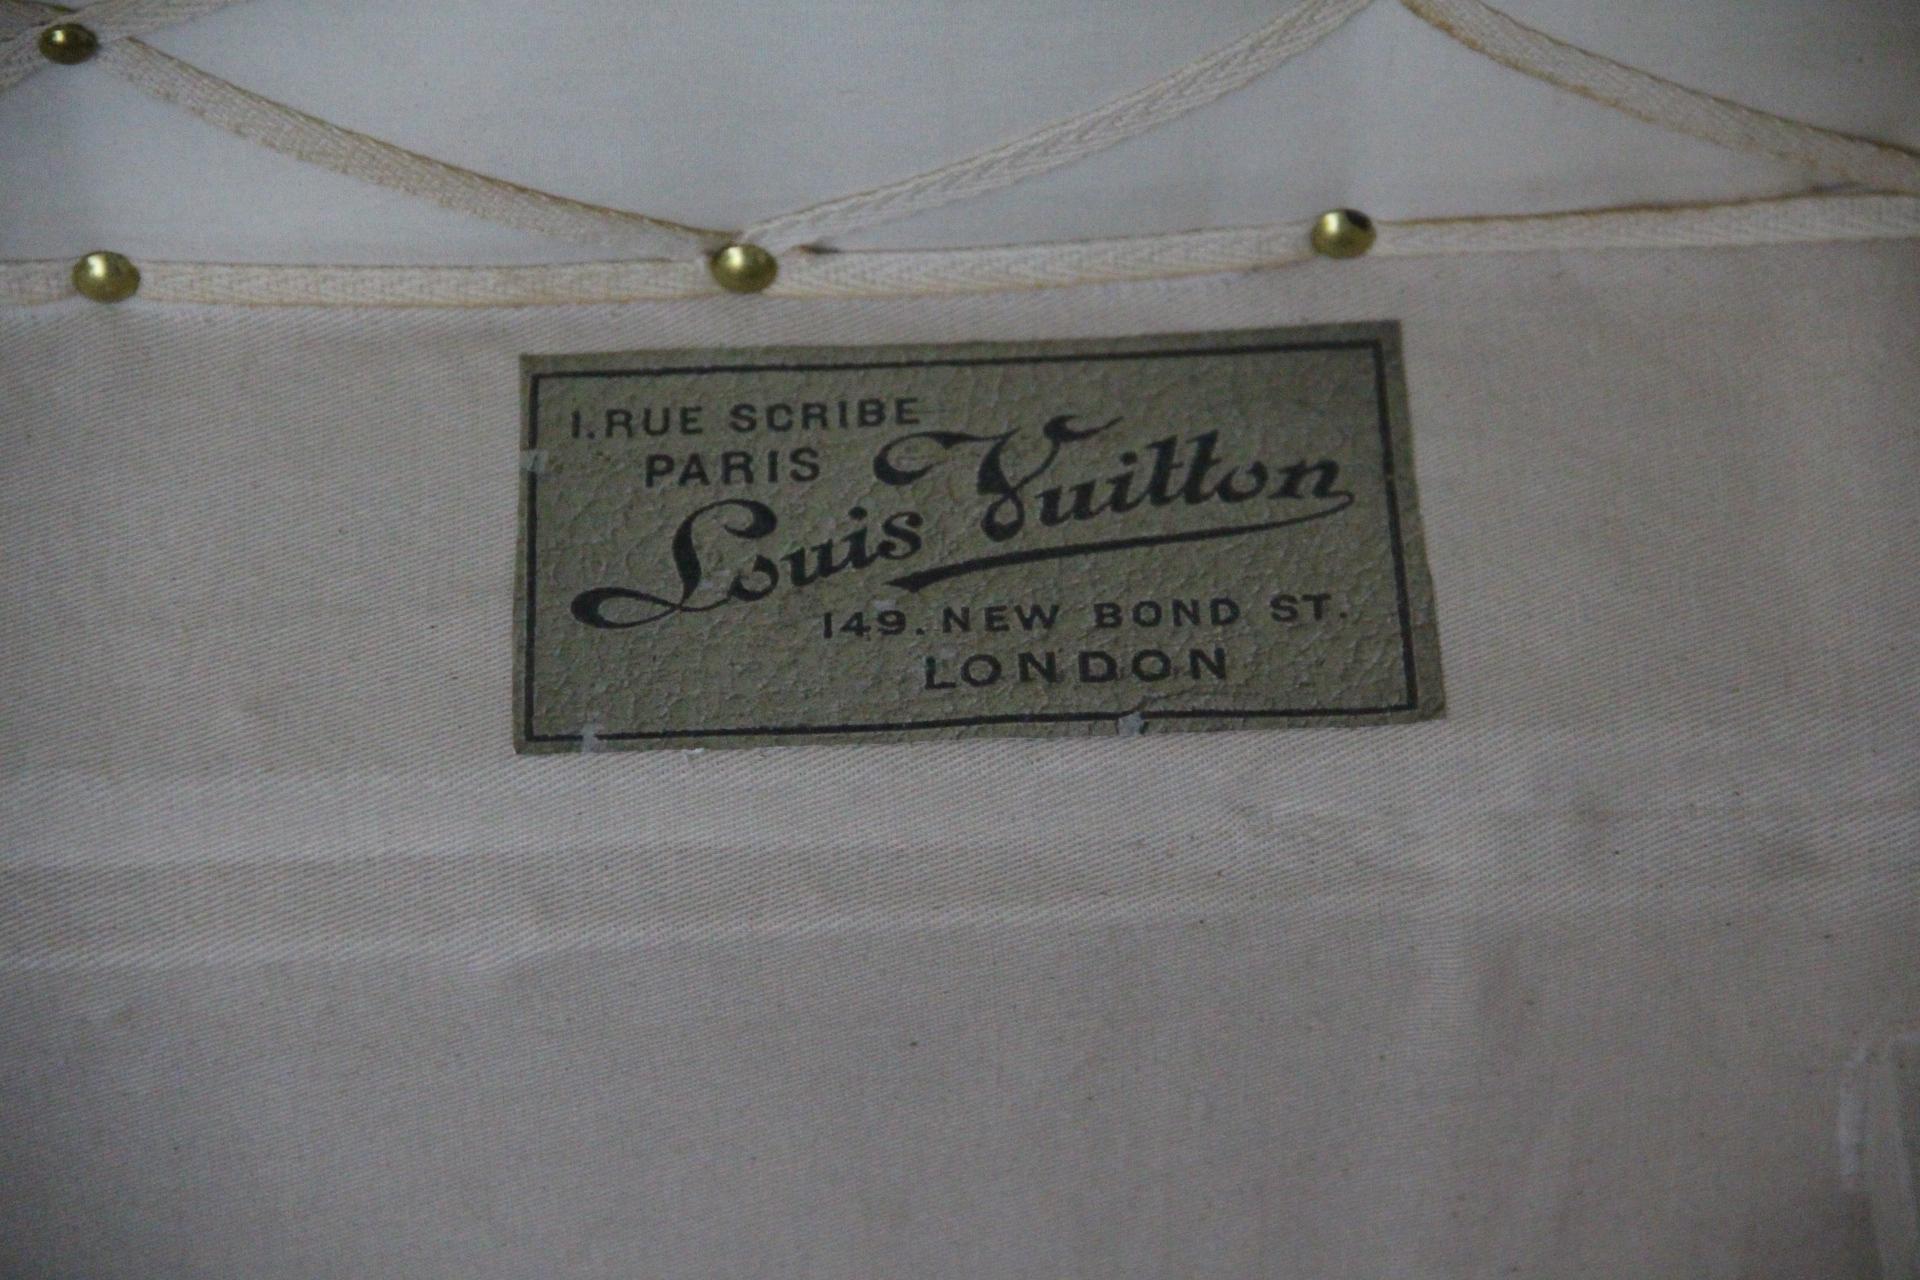 1. RUE SCRIBE
PARIS
Louis Vuitton
149. NEW BOND ST.
LONDON